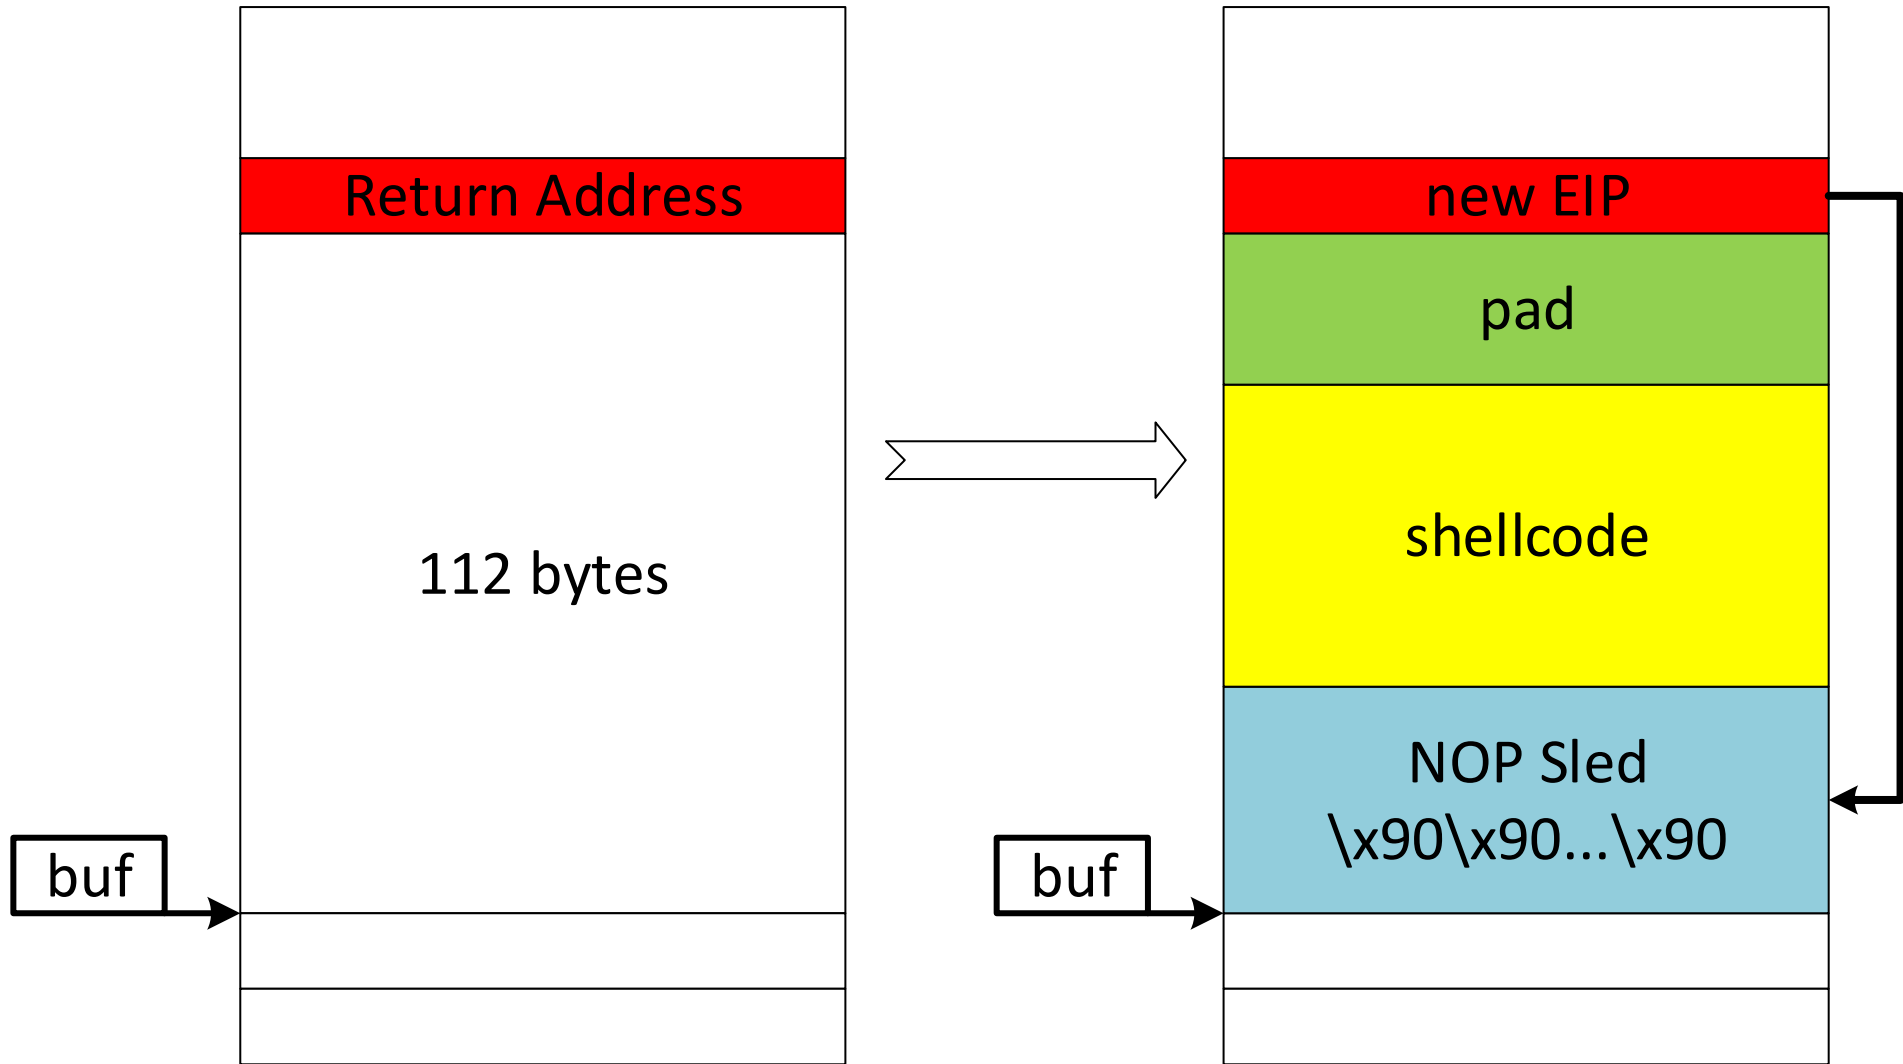 Return Address
112 bytes
buf
new EIP
pad
shellcode
NOP Sled
\x90\x90...\x90
buf